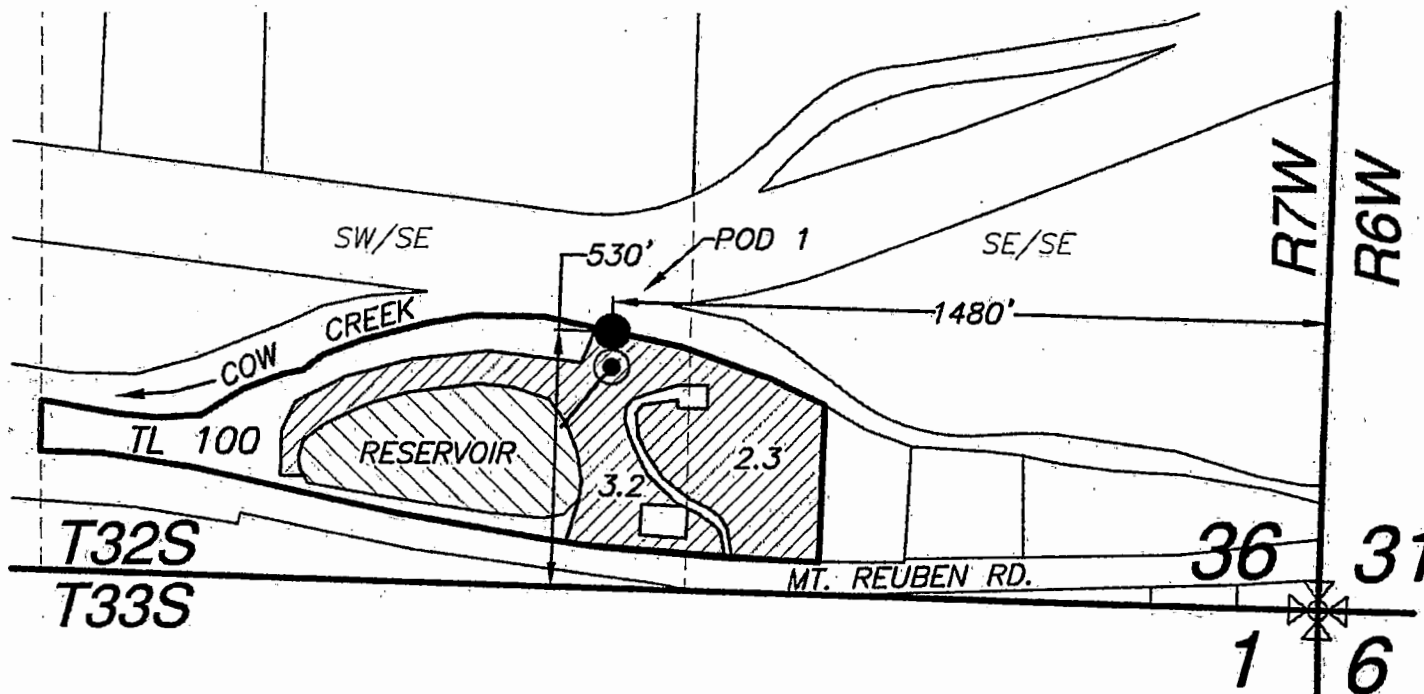 R7W
R6W
SW/SE
530'
POD 1
SE/SE
1480'
COW CREEK
TL 100
RESERVOIR
3.2
2.3
T32S
MT. REUBEN RD.
36
31
T33S
1
6